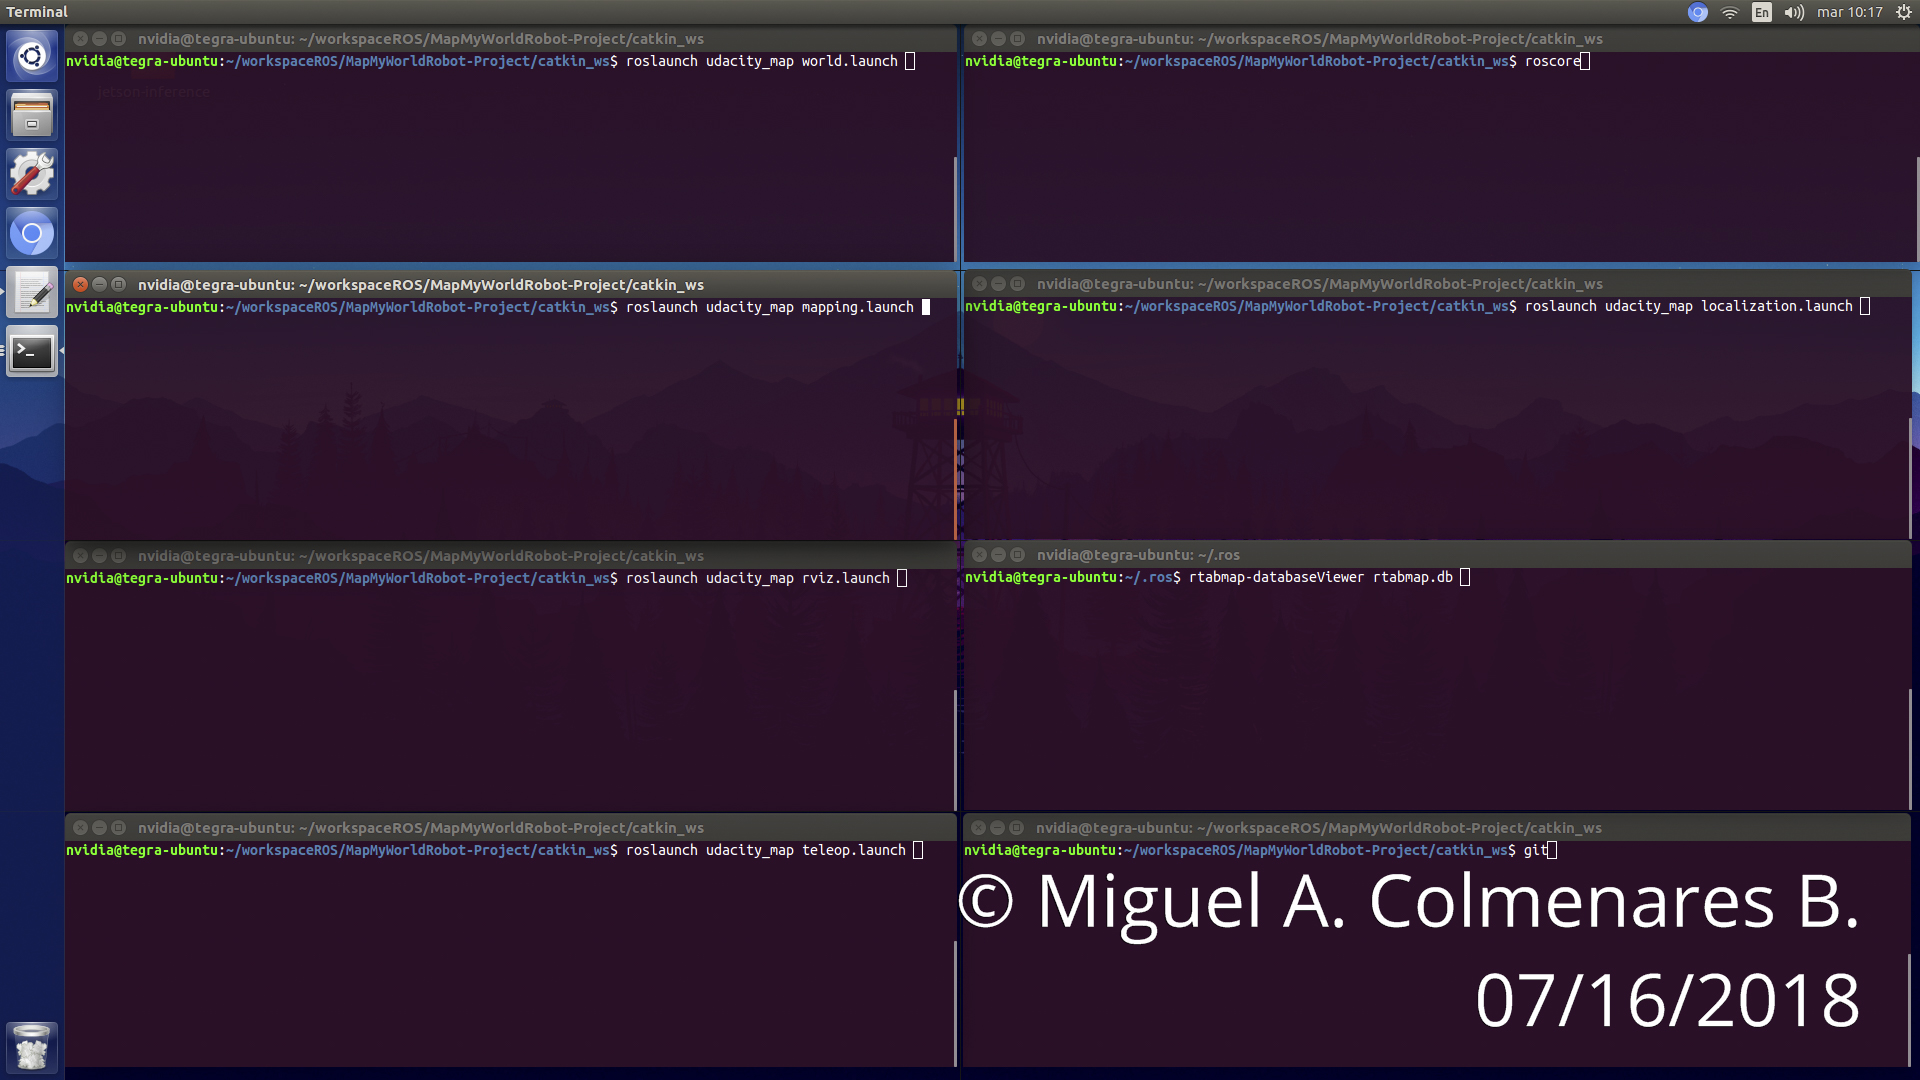 Terminal
En
mar 10:17
nvidia@tegra-ubuntu: ~/workspaceROS/MapMyWorldRobot-Project/catkin_ws
nvidia@tegra-ubuntu:~/workspaceROS/MapMyWorldRobot-Project/catkin_ws$ roslaunch udacity_map world.launch
jetson-inference
nvidia@tegra-ubuntu: ~/workspaceROS/MapMyWorldRobot-Project/catkin_ws
nvidia@tegra-ubuntu:~/workspaceROS/MapMyWorldRobot-Project/catkin_ws$ roscore
nvidia@tegra-ubuntu: ~/workspaceROS/MapMyWorldRobot-Project/catkin_ws
nvidia@tegra-ubuntu:~/workspaceROS/MapMyWorldRobot-Project/catkin_ws$ roslaunch udacity_map mapping.launch
nvidia@tegra-ubuntu: ~/workspaceROS/MapMyWorldRobot-Project/catkin_ws
nvidia@tegra-ubuntu:~/workspaceROS/MapMyWorldRobot-Project/catkin_ws$ roslaunch udacity_map localization.launch
nvidia@tegra-ubuntu: ~/workspaceROS/MapMyWorldRobot-Project/catkin_ws
nvidia@tegra-ubuntu:~/workspaceROS/MapMyWorldRobot-Project/catkin_ws$ roslaunch udacity_map rviz.launch
nvidia@tegra-ubuntu: ~/.ros
nvidia@tegra-ubuntu:~/.ros$ rtabmap-databaseViewer rtabmap.db
nvidia@tegra-ubuntu: ~/workspaceROS/MapMyWorldRobot-Project/catkin_ws
nvidia@tegra-ubuntu:~/workspaceROS/MapMyWorldRobot-Project/catkin_ws$ roslaunch udacity_map teleop.launch
nvidia@tegra-ubuntu: ~/workspaceROS/MapMyWorldRobot-Project/catkin_ws
nvidia@tegra-ubuntu:~/workspaceROS/MapMyWorldRobot-Project/catkin_ws$ git
© Miguel A. Colmenares B.
07/16/2018